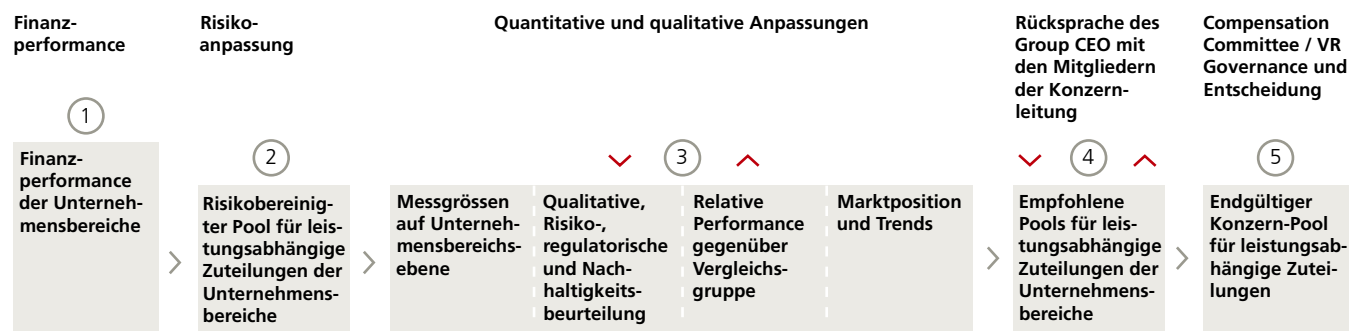 Finanz-
performance
Risiko-
anpassung
Quantitative und qualitative Anpassungen
Rücksprache des
Group CEO mit
den Mitgliedern
der Konzern-
leitung
Compensation
Committee / VR
Governance und
Entscheidung
1
Finanz-
performance
der Unterneh-
mensbereiche
2
Risikobereinig-
ter Pool für leis-
tungsabhängige
Zuteilungen der
Unternehmens-
bereiche
3
Messgrössen
auf Unterneh-
mensbereichs-
ebene
Qualitative,
Risiko-,
regulatorische
und Nach-
haltigkeits-
beurteilung
Relative
Performance
gegenüber
Vergleichs-
gruppe
Marktposition
und Trends
4
Empfohlene
Pools für leis-
tungsabhängige
Zuteilungen der
Unternehmens-
bereiche
5
Endgültiger
Konzern-Pool
für leistungsab-
hängige Zutei-
lungen